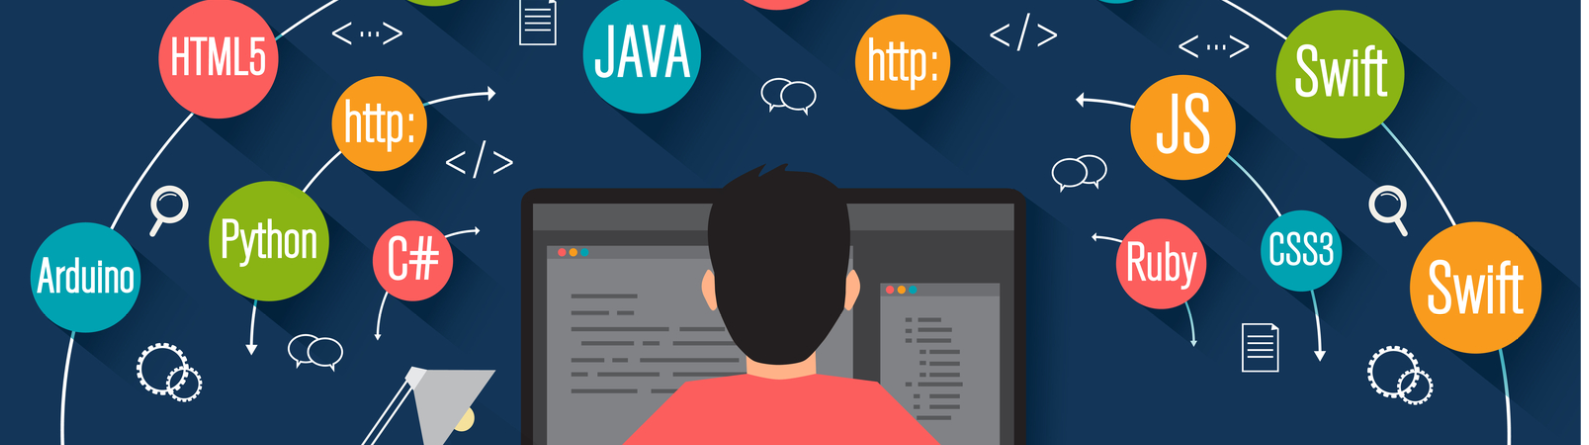 HTML5
<...>
JAVA
http:
</>
<...>
Swift
http:
JS
</>
Python
C#
Arduino
Ruby
CSS3
Swift